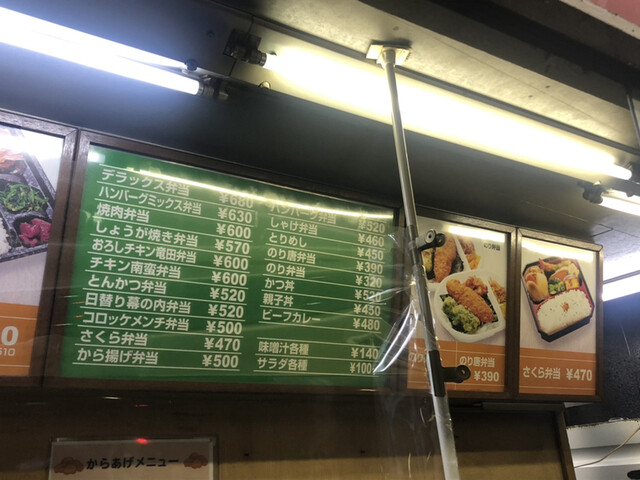 デラックス弁当 ¥680
ハンバーグミックス弁当 ¥630
焼肉弁当 ¥600
しょうが焼き弁当 ¥570
おろしチキン竜田弁当 ¥600
チキン南蛮弁当 ¥600
とんかつ弁当 ¥520
日替り幕の内弁当 ¥520
コロッケメンチ弁当 ¥500
さくら弁当 ¥470
から揚げ弁当 ¥500
ハンバーグ弁当 ¥520
しゃけ弁当 ¥460
とりめし ¥450
のり唐弁当 ¥390
のり弁当 ¥320
かつ丼 ¥520
親子丼 ¥450
ビーフカレー ¥480
味噌汁各種 ¥140
サラダ各種 ¥100
のり弁当
のり唐弁当
¥390
さくら弁当 ¥470
からあげメニュー